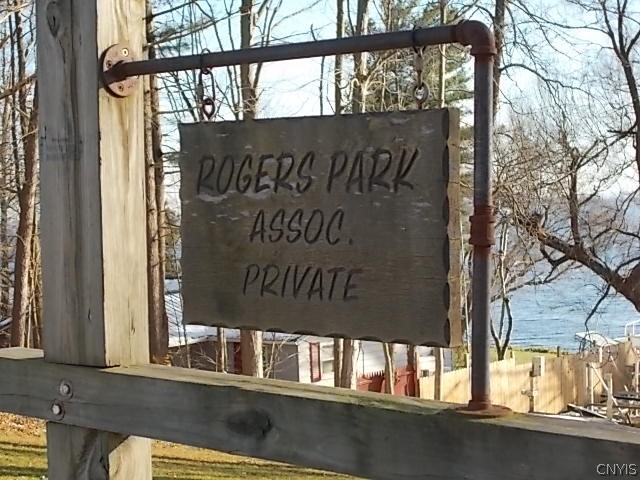 ROGERS PARK
ASSOC.
PRIVATE
CNYIS